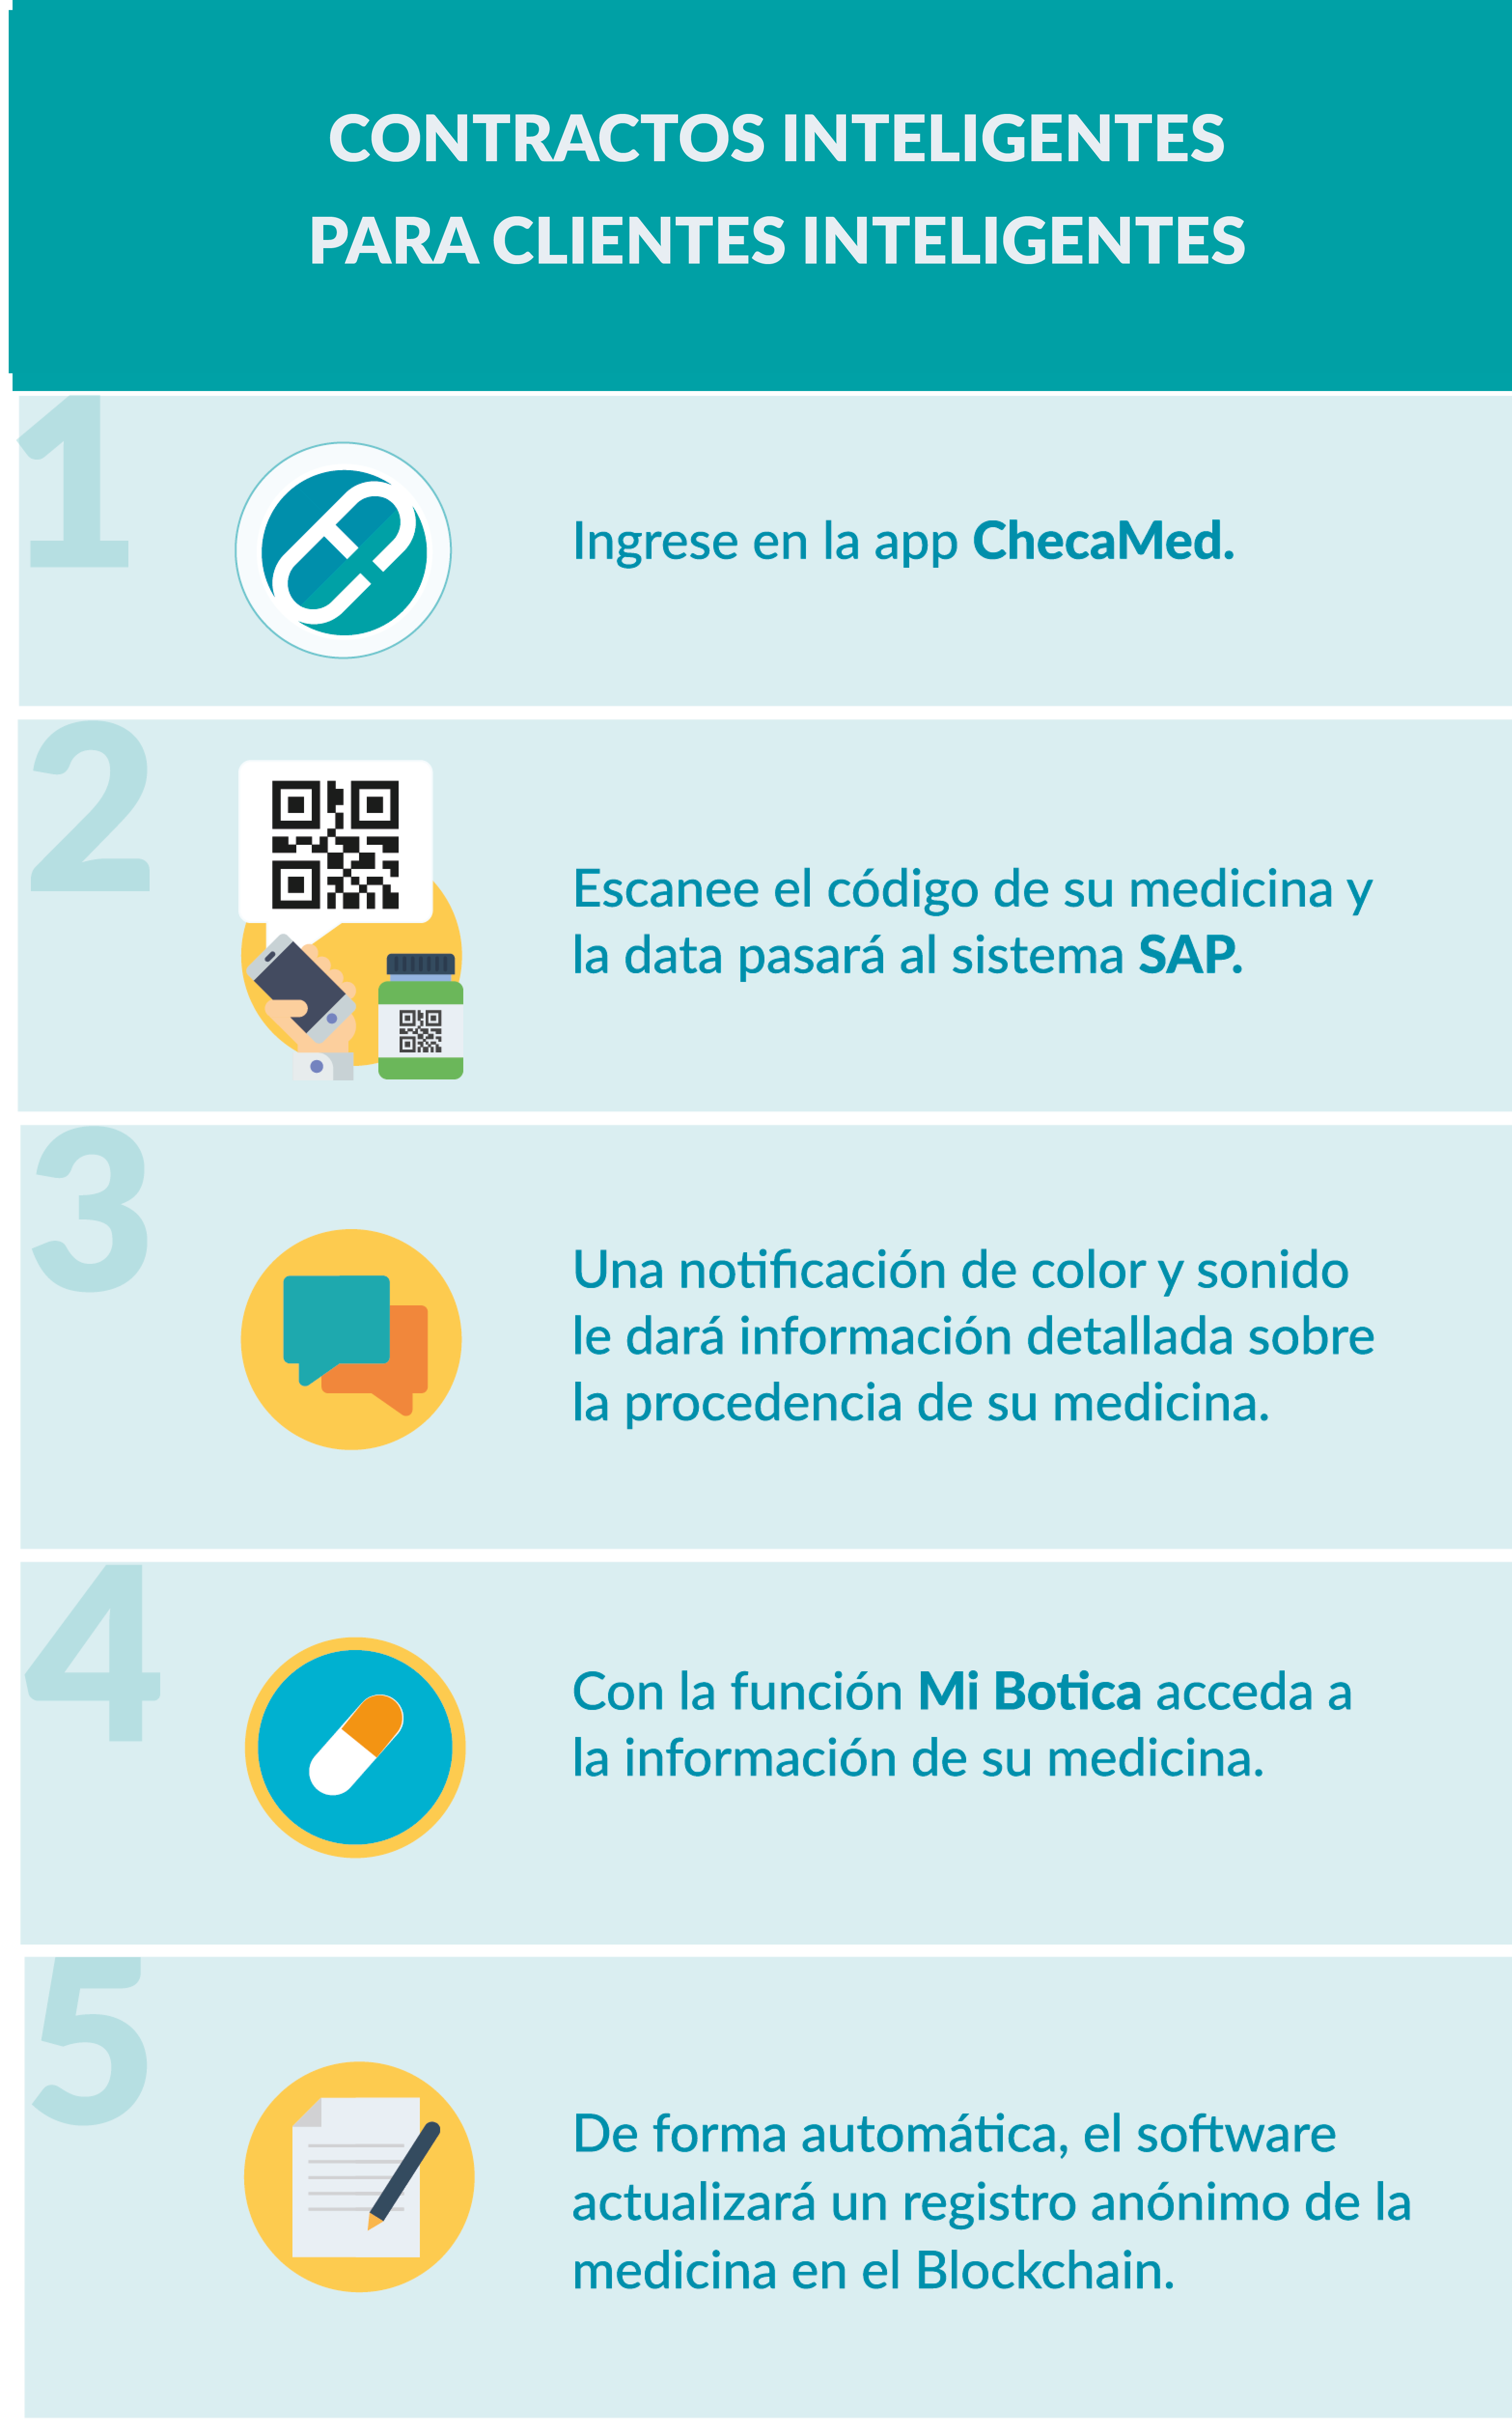 CONTRACTOS INTELIGENTES
PARA CLIENTES INTELIGENTES
1
Ingrese en la app ChecaMed.
2
Escanee el código de su medicina y
la data pasará al sistema SAP.
3
Una notificación de color y sonido
le dará información detallada sobre
la procedencia de su medicina.
4
Con la función Mi Botica acceda a
la información de su medicina.
5
De forma automática, el software
actualizará un registro anónimo de la
medicina en el Blockchain.